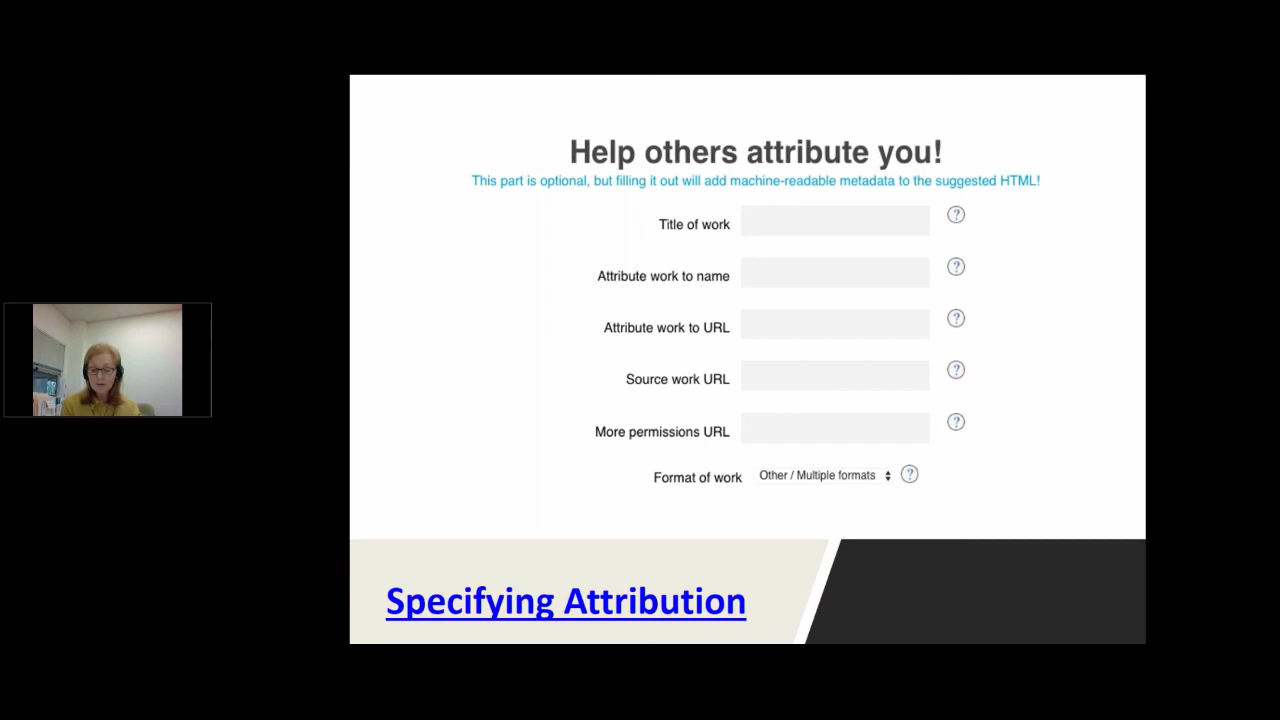 Help others attribute you!
This part is optional, but filling it out will add machine-readable metadata to the suggested HTML!
Title of work ?
Attribute work to name ?
Attribute work to URL ?
Source work URL ?
More permissions URL ?
Format of work Other / Multiple formats ?
Specifying Attribution